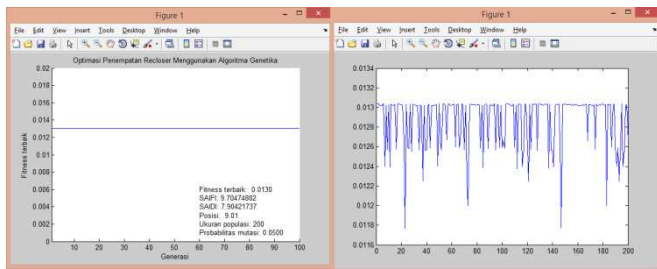 Figure 1
File Edit View Insert Tools Desktop Window Help
Optimasi Penempatan Recloser Menggunakan Algoritma Genetika
0.02
0.018
0.016
0.014
0.012
0.01
0.008
0.006
0.004
0.002
0
Fitness terbaik
Fitness terbaik: 0.0130
SAIFI: 9.70474882
SAIDI: 7.90421737
Posisi: 9.01
Ukuran populasi: 200
Probabilitas mutasi: 0.0500
10 20 30 40 50 60 70 80 90 100
Generasi
Figure 1
File Edit View Insert Tools Desktop Window Help
0.0134
0.0132
0.013
0.0128
0.0126
0.0124
0.0122
0.012
0.0118
0.0116
0 20 40 60 80 100 120 140 160 180 200